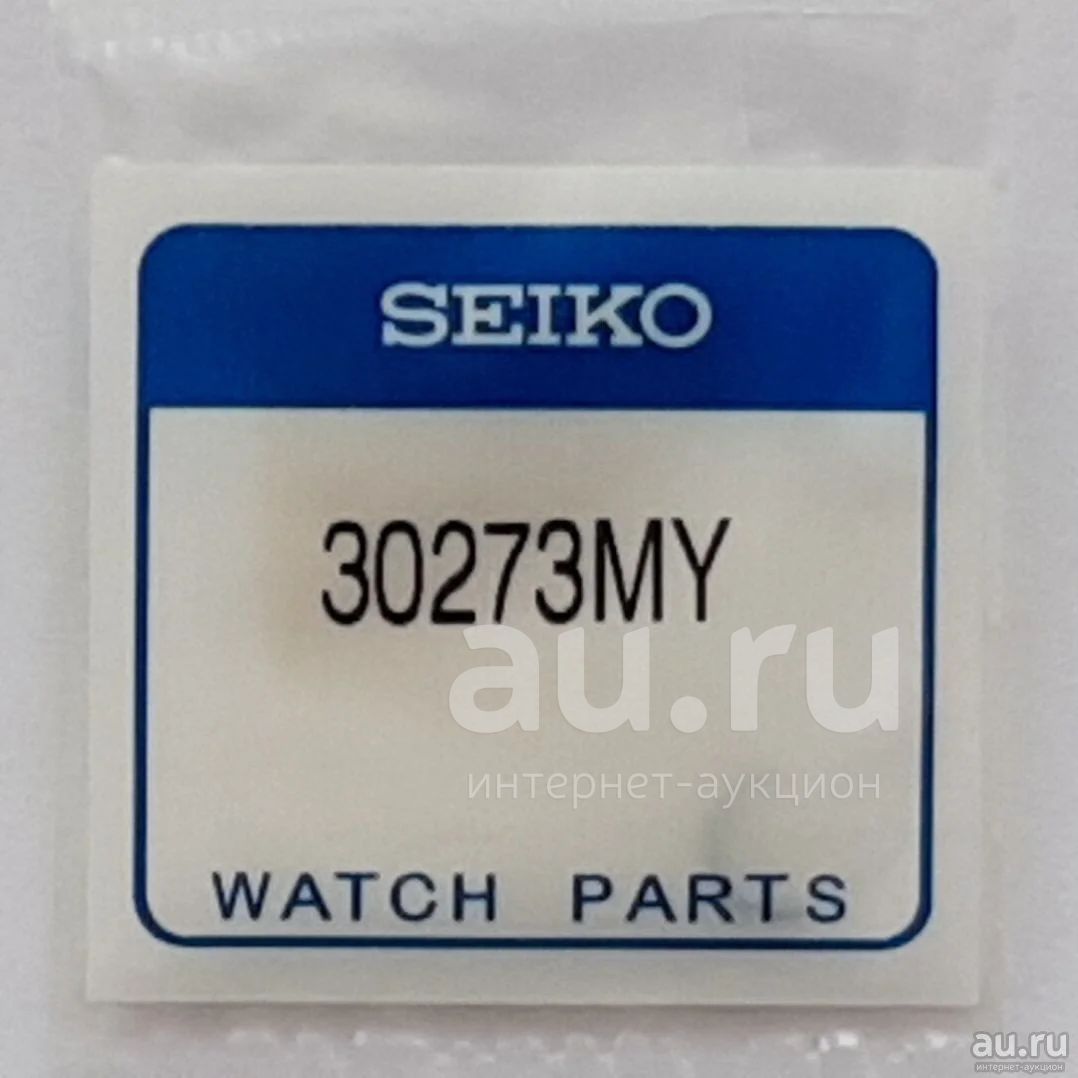 SEIKO
30273MY
au.ru
интернет-аукцион
WATCH PARTS
au.ru
интернет-аукцион